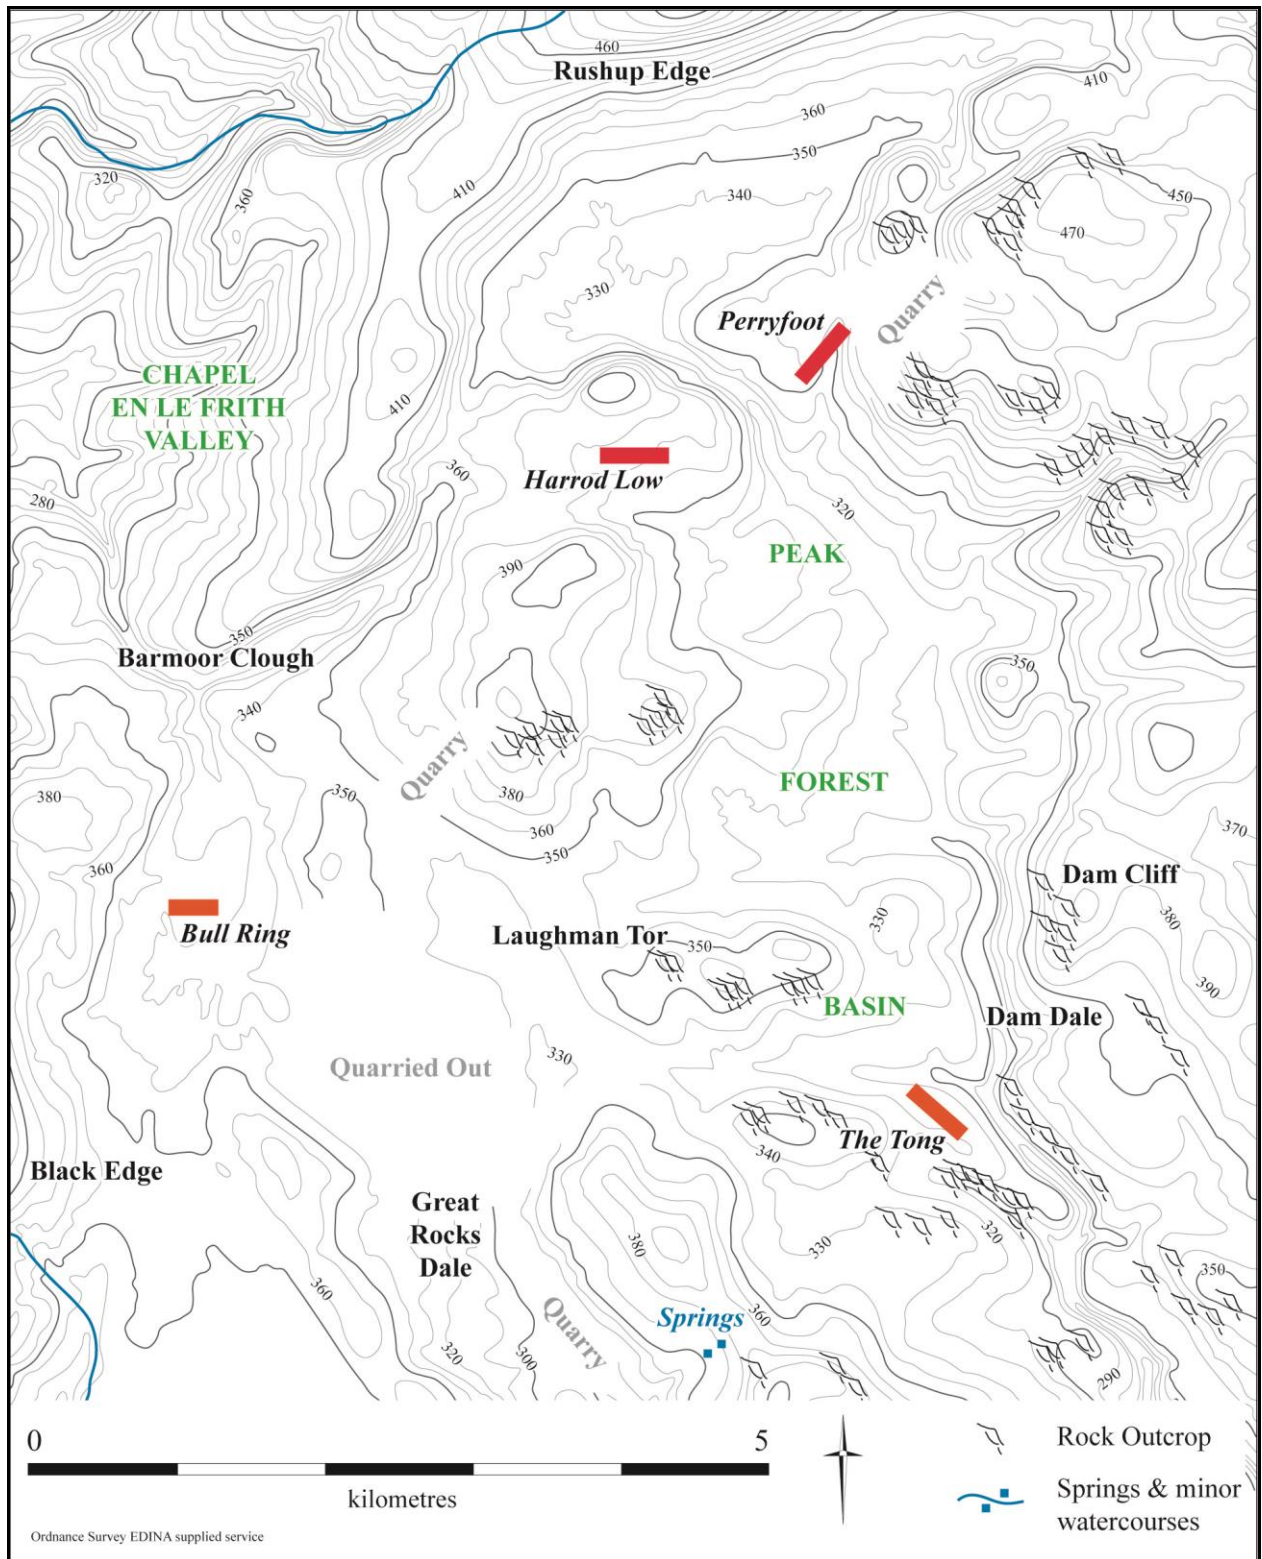 460
Rushup Edge
410
360
350
340
410
320
360
450
470
330
Quarry
Perryfoot
CHAPEL
EN LE FRITH
VALLEY
410
Harrod Low
360
280
320
PEAK
390
350
Barmoor Clough
350
340
Quarry
FOREST
380
350
380
360
350
370
360
Dam Cliff
330
380
Bull Ring
Laughman Tor
350
390
BASIN
Dam Dale
330
Quarried Out
The Tong
340
Black Edge
Great
Rocks
Dale
380
330
320
350
360
Springs
360
Quarry
320
300
290
0
5
kilometres
Rock Outcrop
Springs & minor
watercourses
Ordnance Survey EDINA supplied service